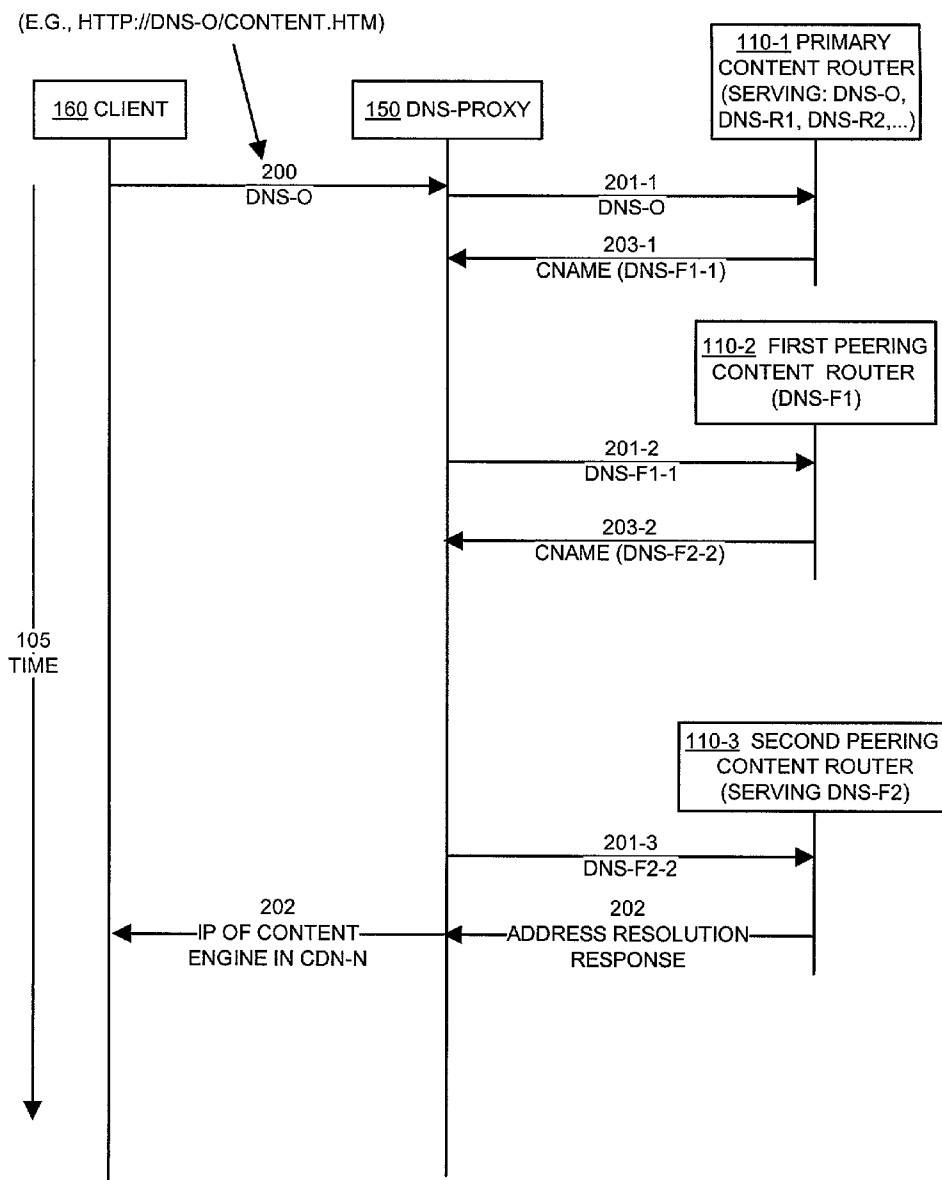 (E.G., HTTP://DNS-O/CONTENT.HTM)
110-1 PRIMARY
CONTENT ROUTER
(SERVING: DNS-O,
DNS-R1, DNS-R2,...)
160 CLIENT
150 DNS-PROXY
200
DNS-O
201-1
DNS-O
203-1
CNAME (DNS-F1-1)
110-2 FIRST PEERING
CONTENT ROUTER
(DNS-F1)
201-2
DNS-F1-1
203-2
CNAME (DNS-F2-2)
105
TIME
110-3 SECOND PEERING
CONTENT ROUTER
(SERVING DNS-F2)
201-3
DNS-F2-2
202
IP OF CONTENT
ENGINE IN CDN-N
202
ADDRESS RESOLUTION
RESPONSE